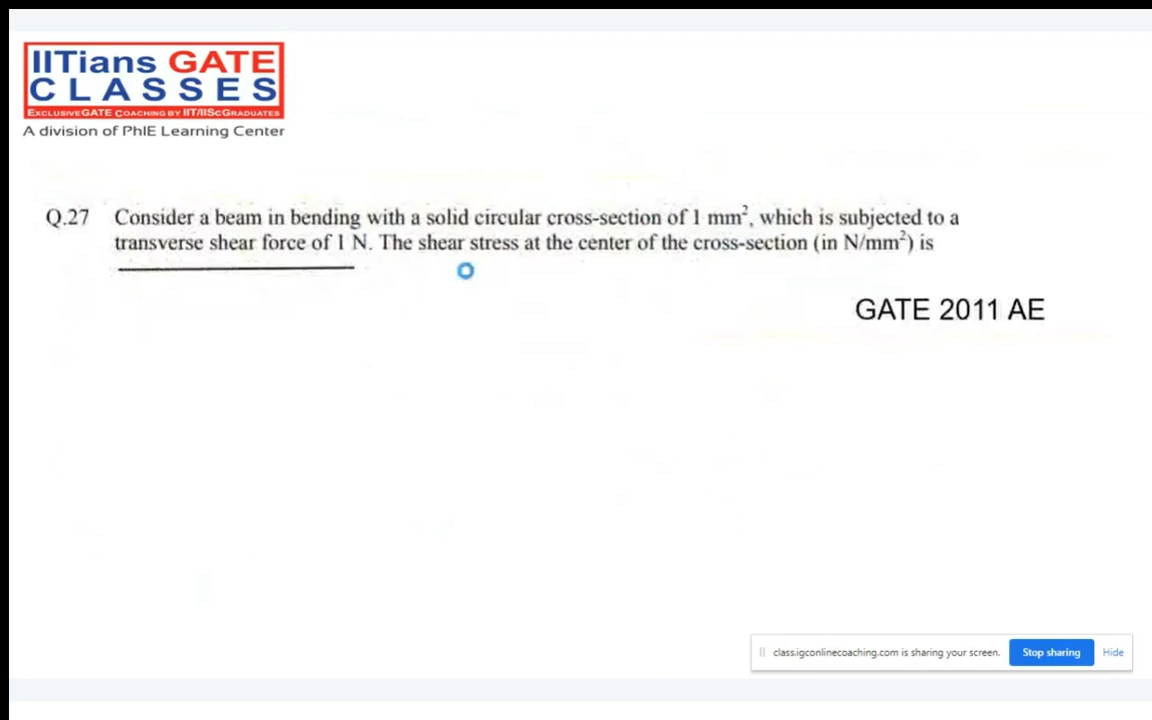 IITians GATE
CLASSES
EXCLUSIVE GATE COACHING BY IIT/IISc GRADUATES
A division of PhIE Learning Center
Q.27 Consider a beam in bending with a solid circular cross-section of 1 mm², which is subjected to a
transverse shear force of 1 N. The shear stress at the center of the cross-section (in N/mm²) is
GATE 2011 AE
class.igconlinecoaching.com is sharing your screen. Stop sharing Hide